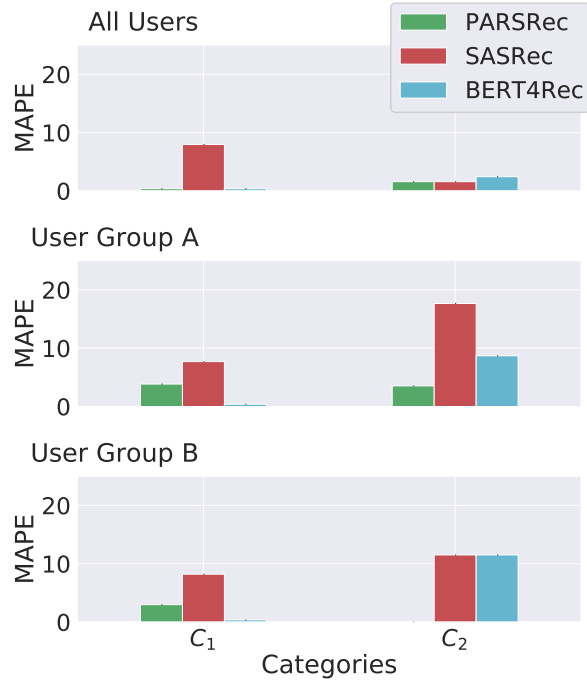 All Users
PARSRec
SASRec
BERT4Rec
MAPE
20
10
0
User Group A
MAPE
20
10
0
User Group B
MAPE
20
10
0
C₁ C₂
Categories